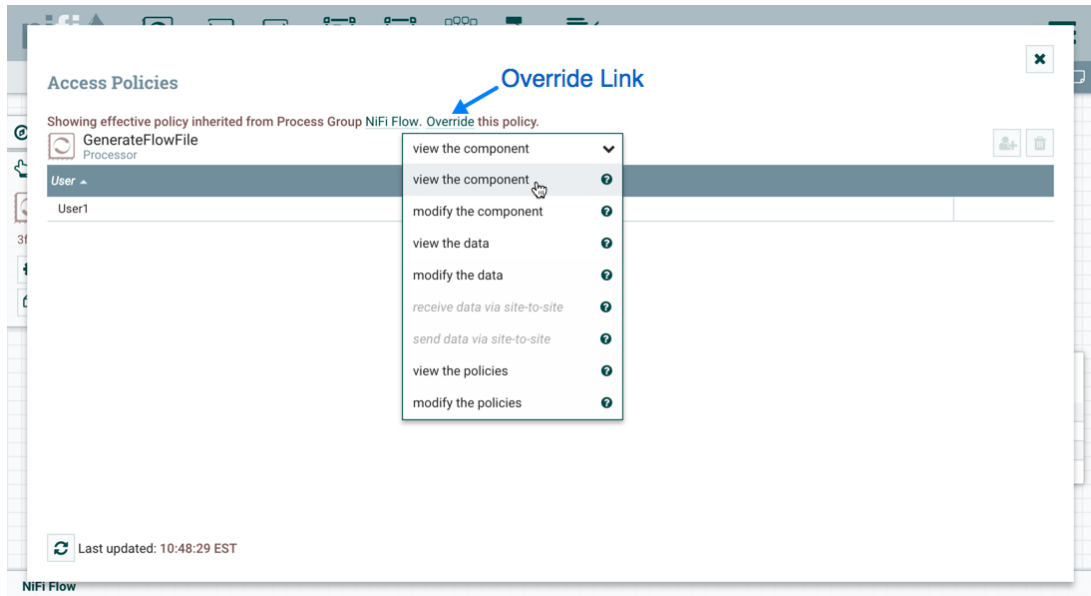 nifi
Access Policies
Override Link
Showing effective policy inherited from Process Group NiFi Flow. Override this policy.
GenerateFlowFile
Processor
view the component
User
view the component
User1
modify the component
view the data
modify the data
receive data via site-to-site
send data via site-to-site
view the policies
modify the policies
3f
Last updated: 10:48:29 EST
NiFi Flow